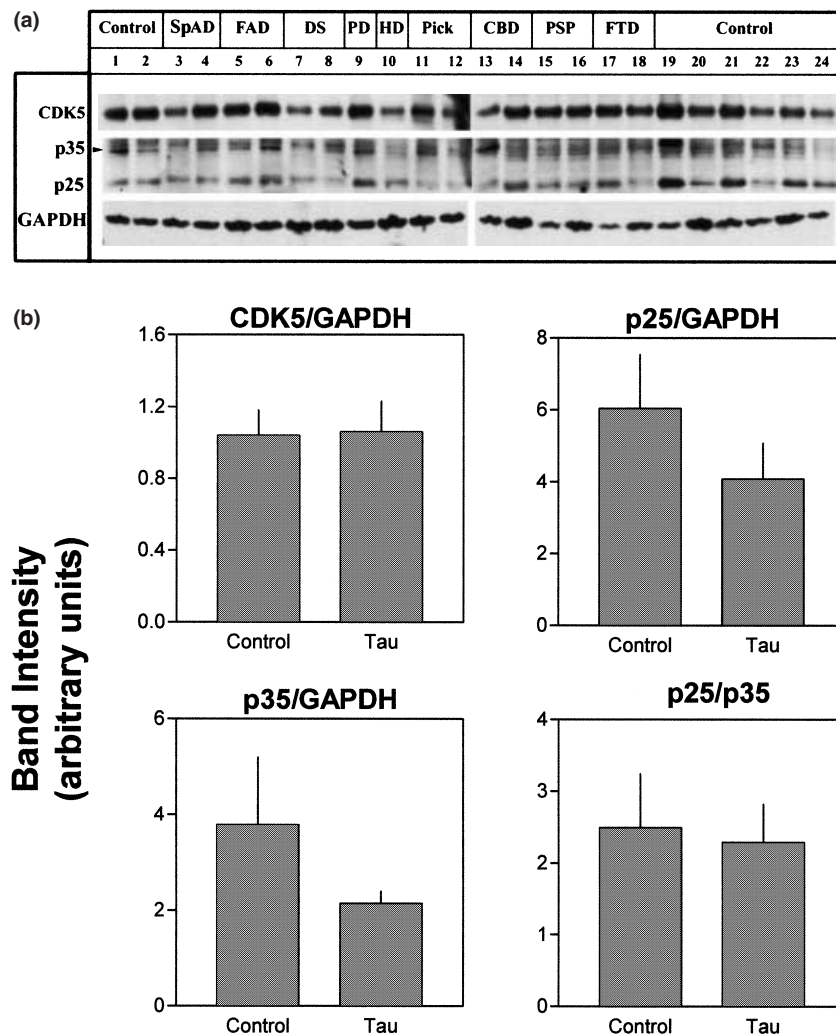 (a)
Control SpAD FAD DS PD HD Pick CBD PSP FTD Control
1 2 3 4 5 6 7 8 9 10 11 12 13 14 15 16 17 18 19 20 21 22 23 24
CDK5
p35
p25
GAPDH
(b)
Band Intensity
(arbitrary units)
CDK5/GAPDH
1.6
1.2
0.8
0.4
0.0
Control Tau
p25/GAPDH
8
6
4
2
0
Control Tau
p35/GAPDH
6
4
2
0
Control Tau
p25/p35
4
3
2
1
0
Control Tau